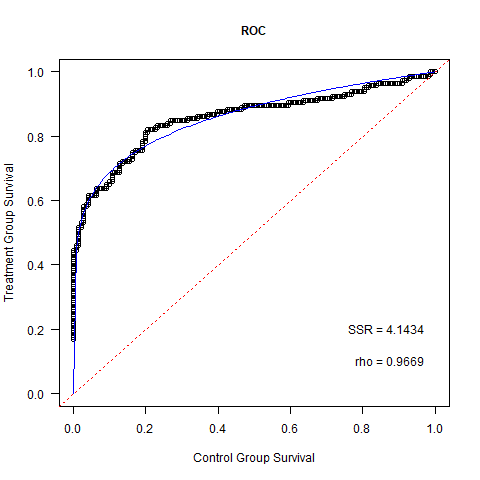 ROC
Treatment Group Survival
1.0
0.8
0.6
0.4
0.2
0.0
SSR = 4.1434
rho = 0.9669
0.0 0.2 0.4 0.6 0.8 1.0
Control Group Survival